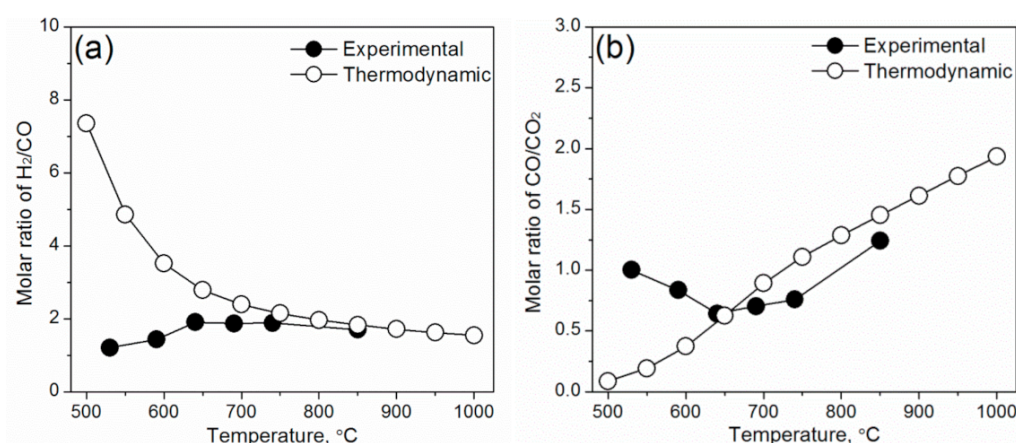 (a)
Experimental
Thermodynamic
Molar ratio of H₂/CO
10
8
6
4
2
0
500 600 700 800 900 1000
Temperature, °C
(b)
Experimental
Thermodynamic
Molar ratio of CO/CO₂
3.0
2.5
2.0
1.5
1.0
0.5
0.0
500 600 700 800 900 1000
Temperature, °C